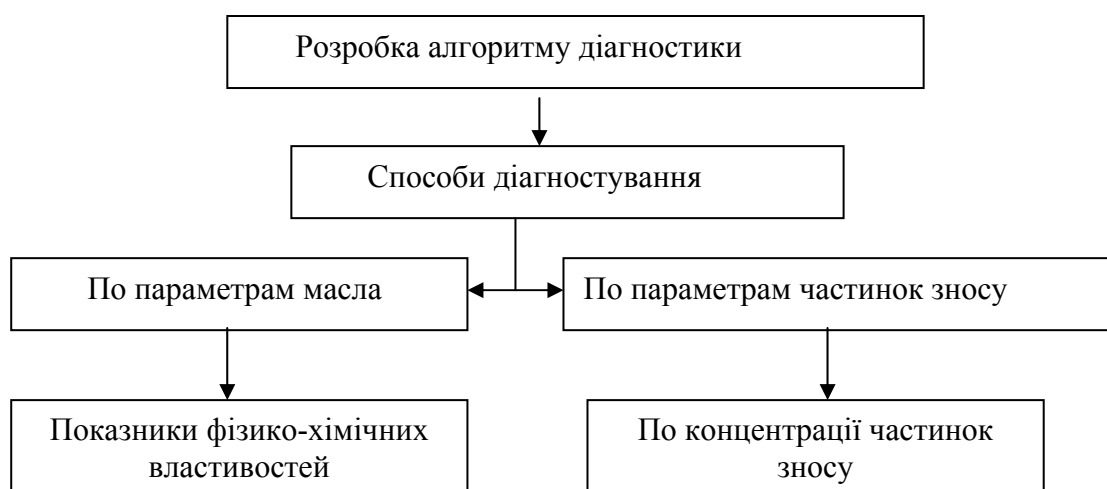 Розробка алгоритму діагностики
Способи діагностування
По параметрам масла
По параметрам частинок зносу
Показники фізико-хімічних
властивостей
По концентрації частинок
зносу